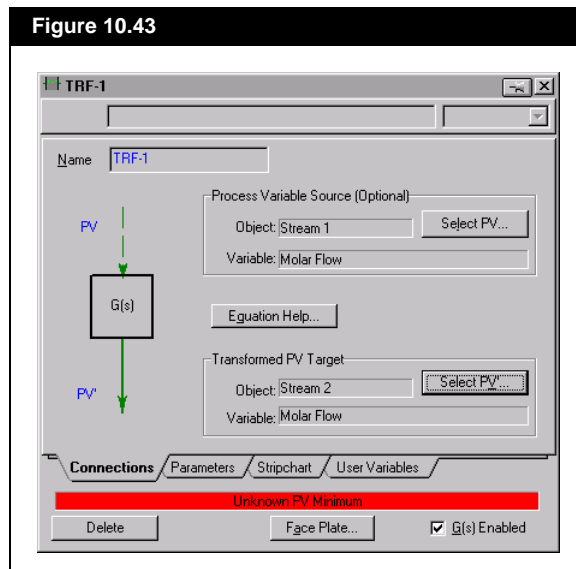 Figure 10.43
TRF-1
Name TRF-1
Process Variable Source (Optional)
PV
Object: Stream 1 Select PV...
Variable: Molar Flow
G(s)
Equation Help...
Transformed PV Target
PV'
Object: Stream 2 Select PV'...
Variable: Molar Flow
Connections Parameters Stripchart User Variables
Unknown PV Minimum
Delete Face Plate... G(s) Enabled